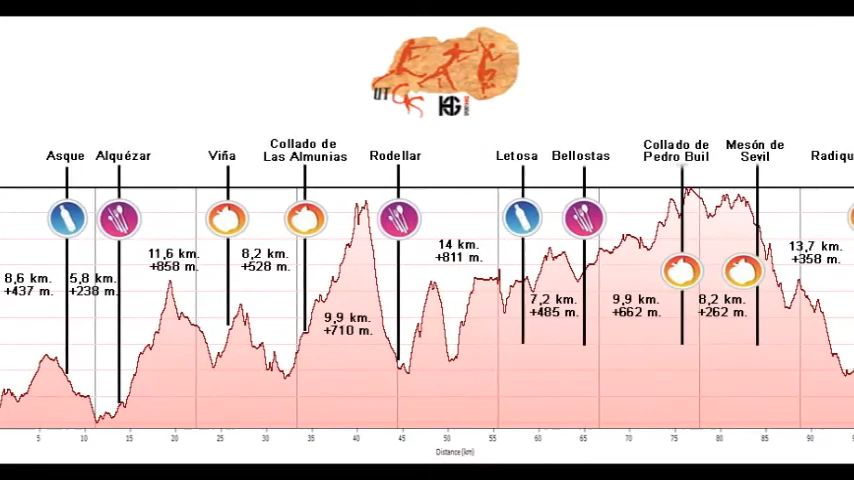 UT
GS
HG
Collado de
Las Almunias
Collado de
Pedro Buil
Mesón de
Sevil
Asque
Alquézar
Viña
Rodellar
Letosa
Bellostas
Radiqu
8,6 km.
+437 m.
5,8 km.
+238 m.
11,6 km.
+858 m.
8,2 km.
+528 m.
9,9 km.
+710 m.
14 km.
+811 m.
7,2 km.
+485 m.
9,9 km.
+662 m.
8,2 km.
+262 m.
13,7 km.
+358 m.
5 10 15 20 25 30 35 40 45 50 55 60 65 70 75 80 85 90 95
Distance (km)